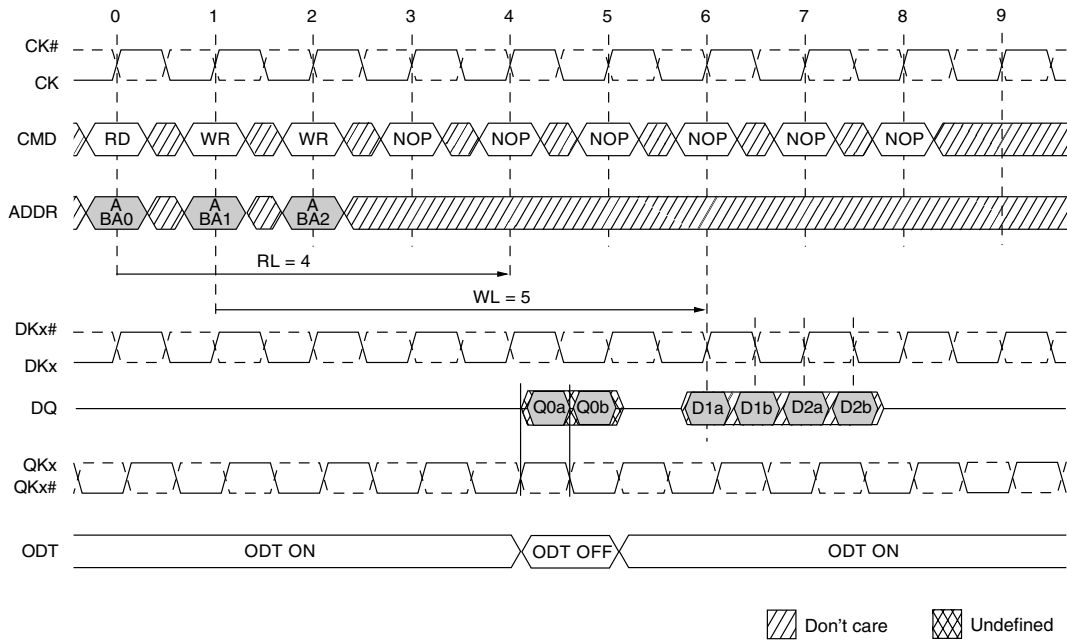 0 1 2 3 4 5 6 7 8 9
CK#
CK
CMD RD WR WR NOP NOP NOP NOP NOP NOP
ADDR A BA0 A BA1 A BA2
RL = 4
WL = 5
DKx#
DKx
DQ Q0a Q0b D1a D1b D2a D2b
QKx
QKx#
ODT ODT ON ODT OFF ODT ON
Don't care Undefined